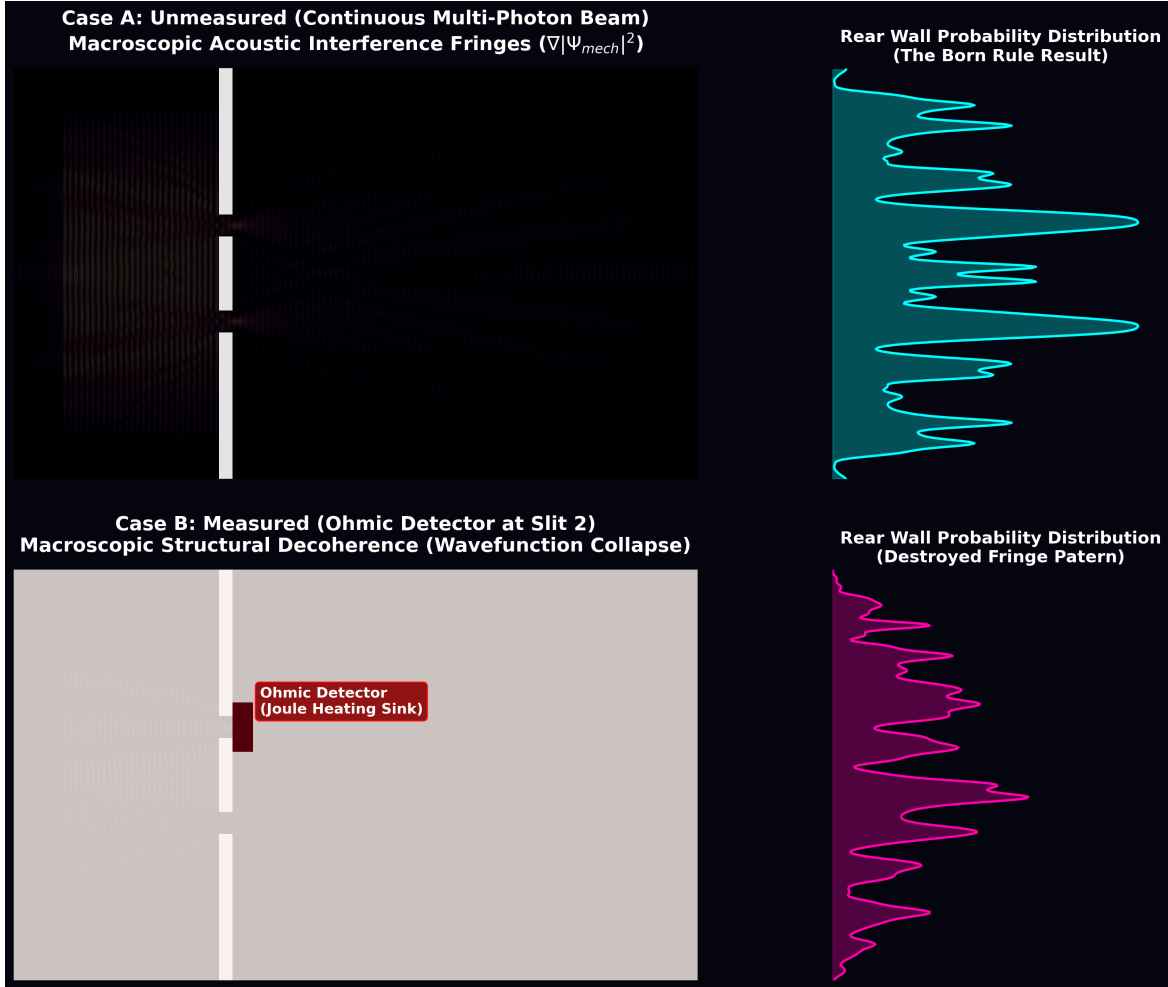 Case A: Unmeasured (Continuous Multi-Photon Beam)
Macroscopic Acoustic Interference Fringes (∇|Ψ_mech|²)
Rear Wall Probability Distribution
(The Born Rule Result)
Case B: Measured (Ohmic Detector at Slit 2)
Macroscopic Structural Decoherence (Wavefunction Collapse)
Rear Wall Probability Distribution
(Destroyed Fringe Patern)
Ohmic Detector
(Joule Heating Sink)